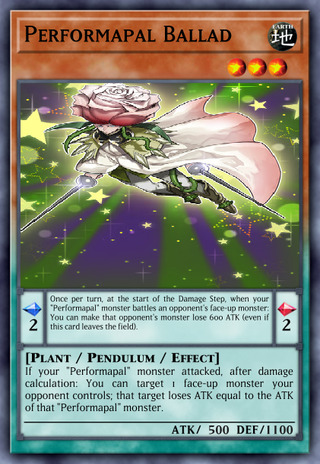 PERFORMAPAL BALLAD
EARTH
地
Once per turn, at the start of the Damage Step, when your
"Performapal" monster battles an opponent's face-up monster:
You can make that opponent's monster lose 600 ATK (even if
this card leaves the field).
2
2
[PLANT / PENDULUM / EFFECT]
If your "Performapal" monster attacked, after damage
calculation: You can target 1 face-up monster your
opponent controls; that target loses ATK equal to the ATK
of that "Performapal" monster.
ATK/ 500 DEF/1100